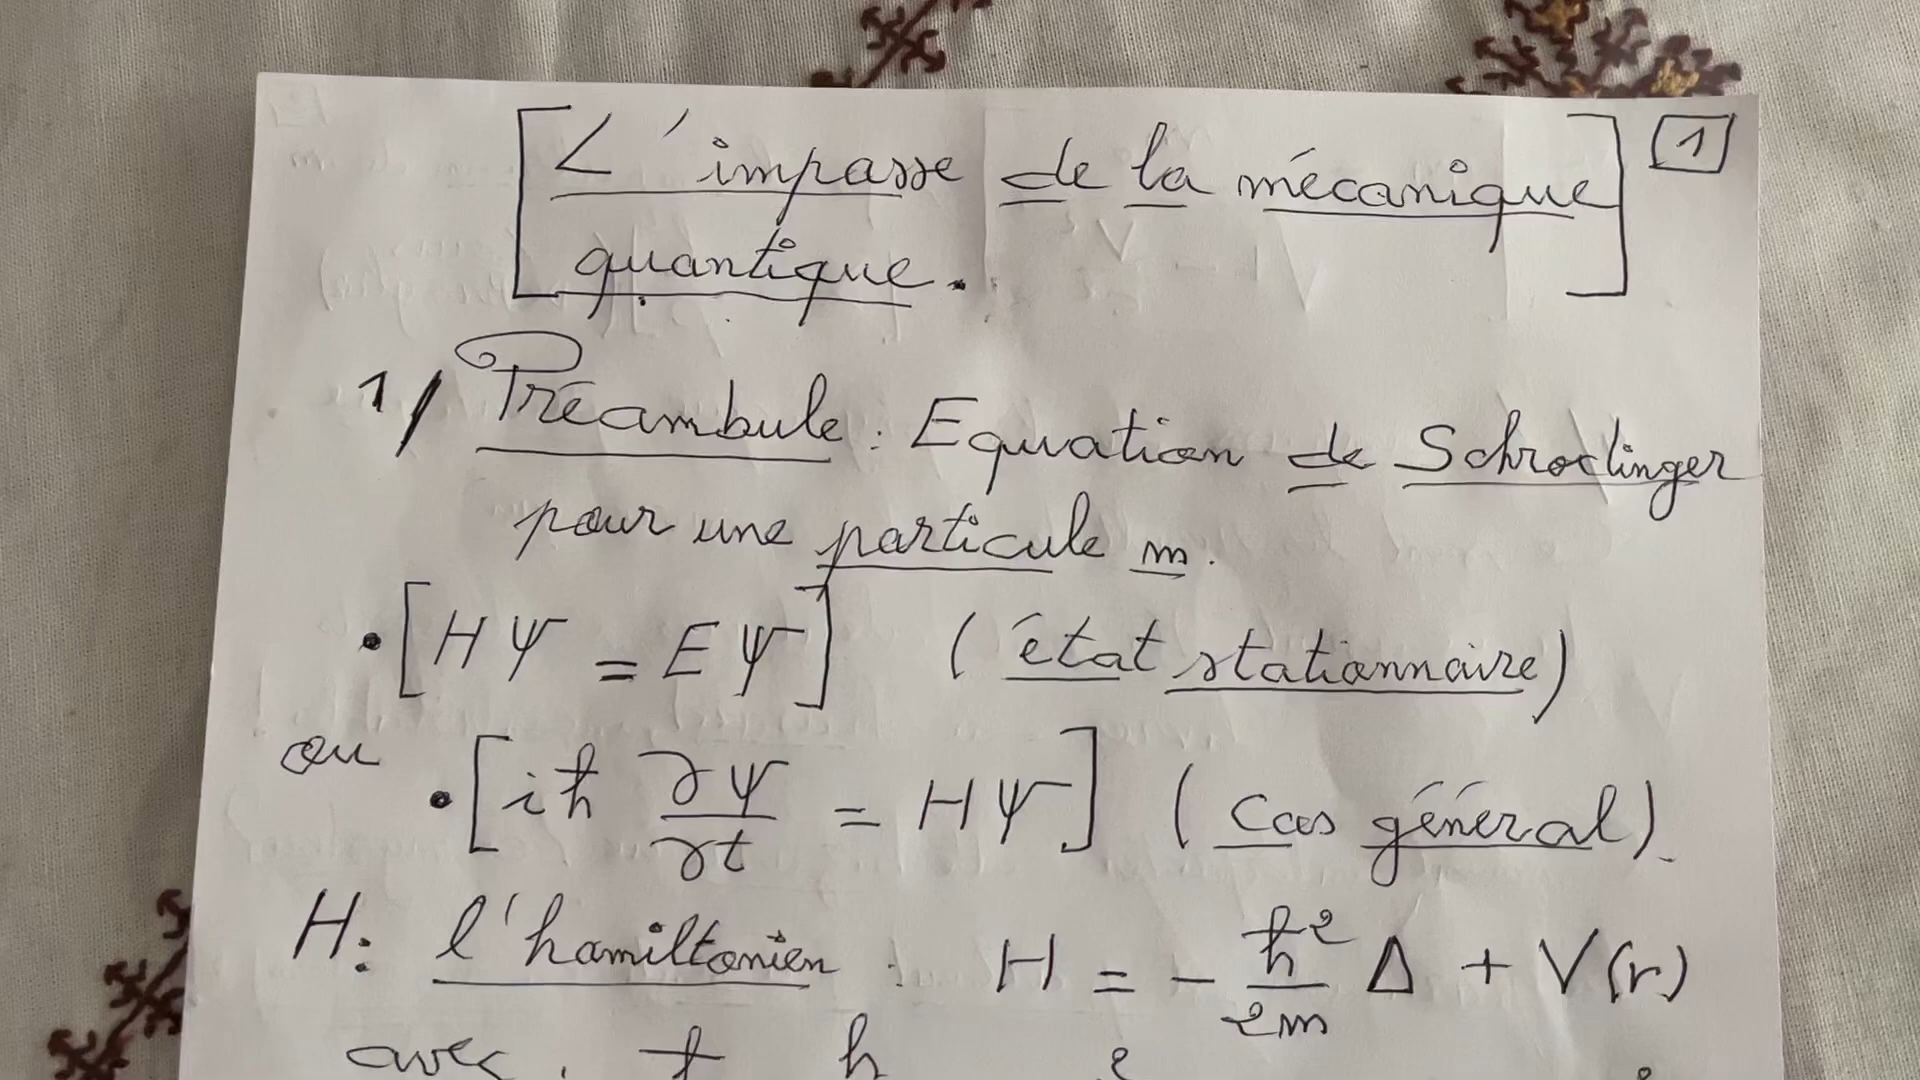 [L'impasse de la mécanique 1
quantique.]
1/ Préambule : Equation de Schrodinger
pour une particule m.
• [Hψ = Eψ] (état stationnaire)
ou
• [iℏ ∂ψ/∂t = Hψ] (Cas général).
H: l'hamiltonien : H = - ℏ²/2m Δ + V(r)
avec